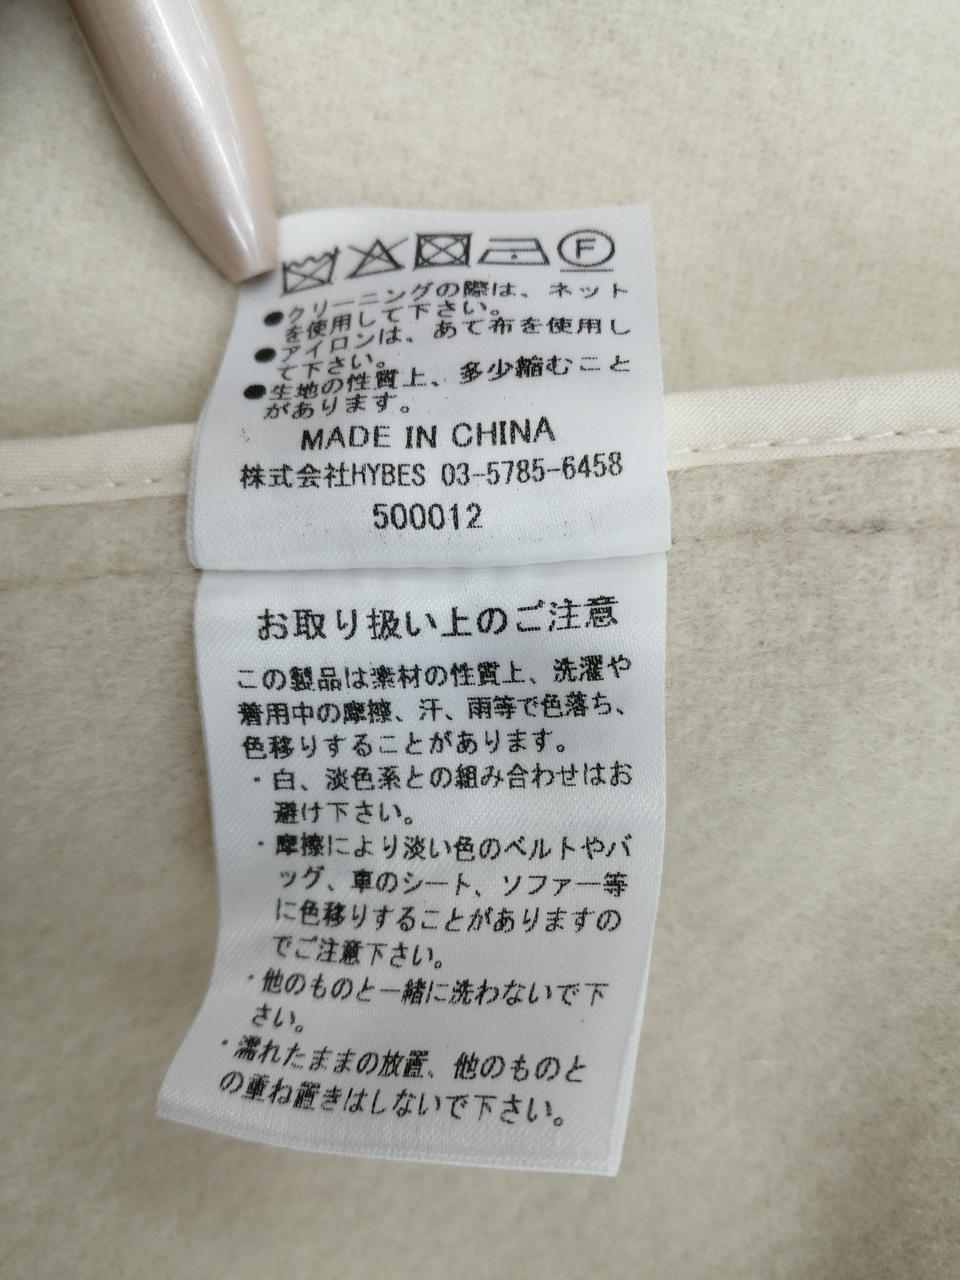 F
●クリーニングの際は、ネット
を使用して下さい。
●アイロンは、あて布を使用し
て下さい。
●生地の性質上、多少縮むこと
があります。
MADE IN CHINA
株式会社HYBES 03-5785-6458
500012
お取り扱い上のご注意
この製品は素材の性質上、洗濯や
着用中の摩擦、汗、雨等で色落ち、
色移りすることがあります。
・白、淡色系との組み合わせはお
避け下さい。
・摩擦により淡い色のベルトやバ
ッグ、車のシート、ソファー等
に色移りすることがありますの
でご注意下さい。
・他のものと一緒に洗わないで下
さい。
・濡れたままの放置、他のものと
の重ね置きはしないで下さい。